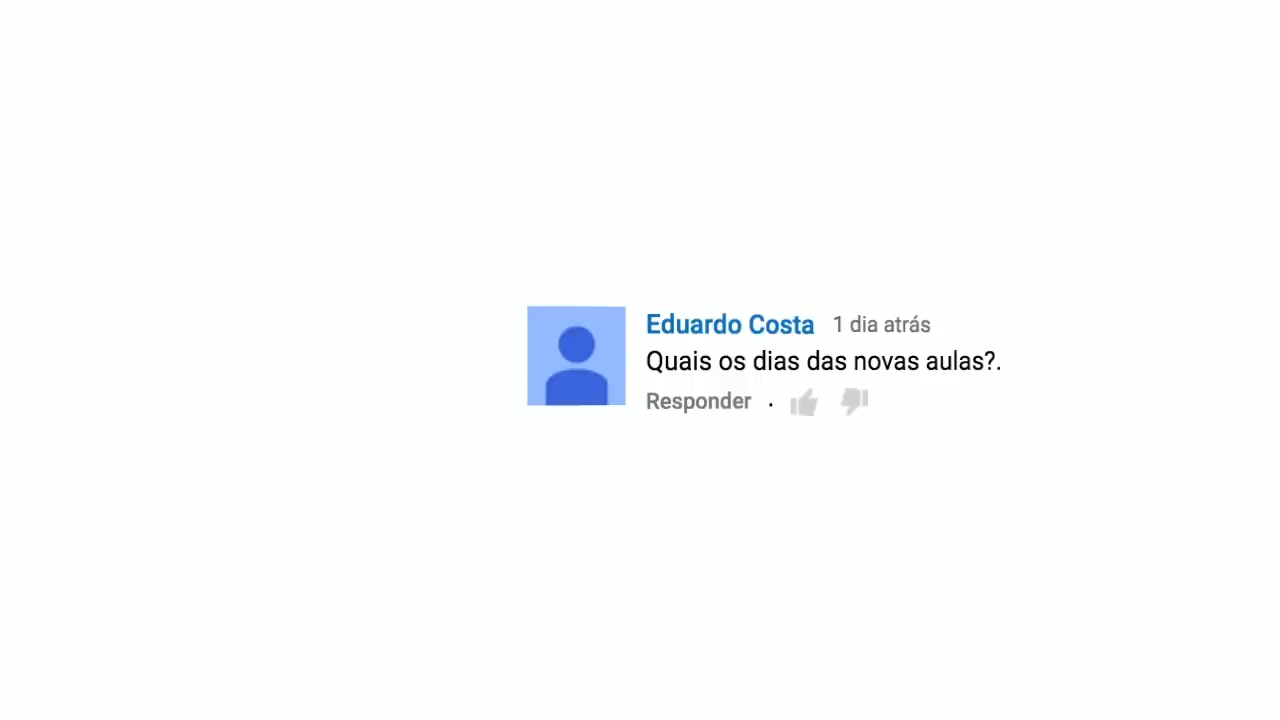 Eduardo Costa 1 dia atrás
Quais os dias das novas aulas?.
Responder .